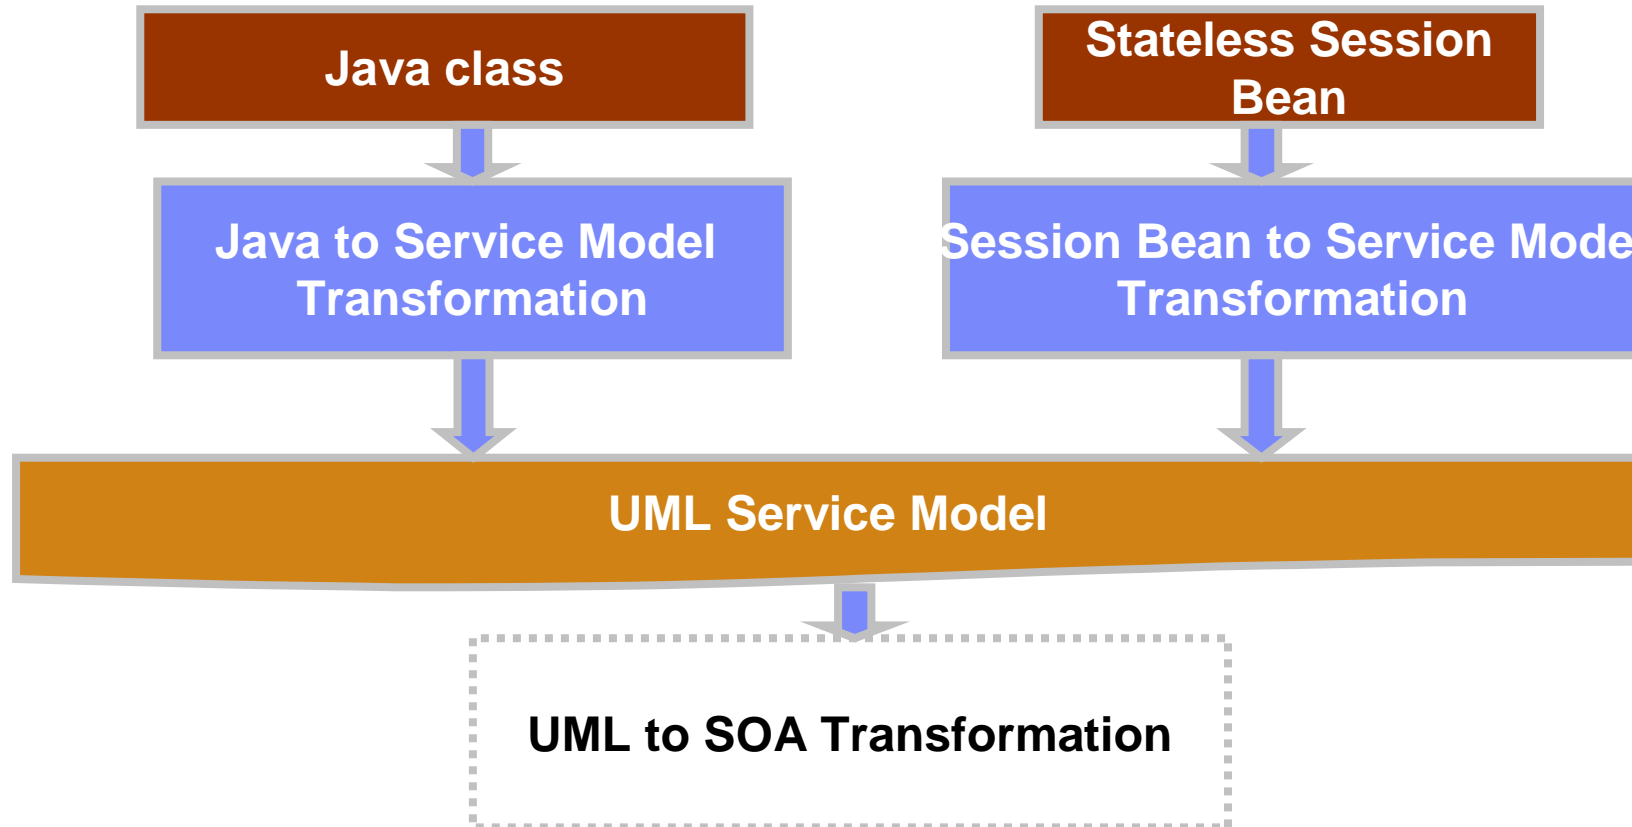 Java class
Stateless Session
Bean
Java to Service Model
Transformation
Session Bean to Service Mode
Transformation
UML Service Model
UML to SOA Transformation